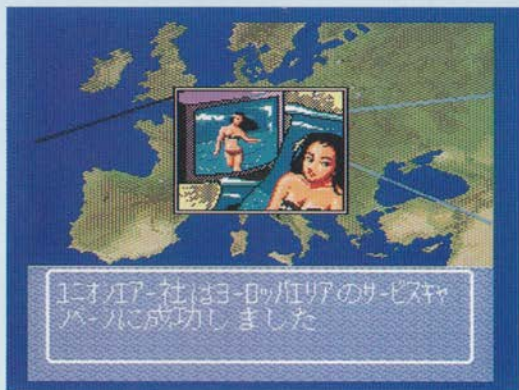 ユニオンエアー社はヨーロッパエリアのサービスキャ
ンペーンに成功しました